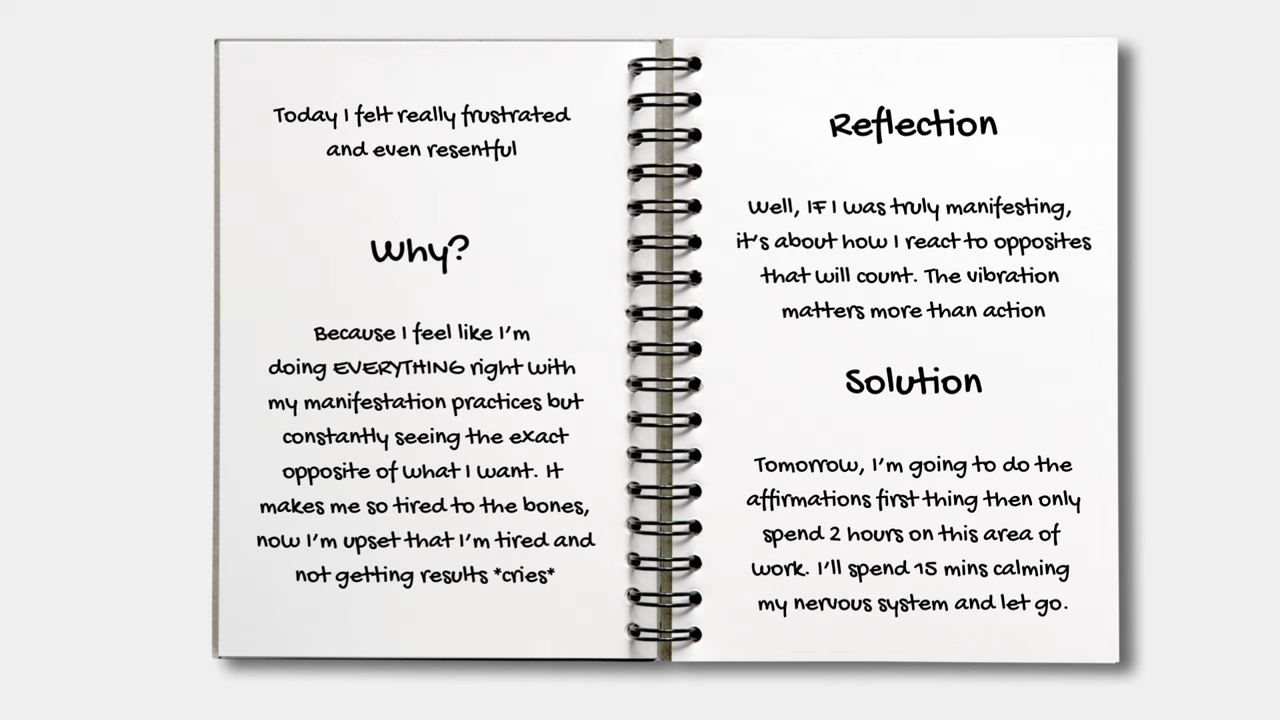 Today I felt really frustrated
and even resentful
Why?
Because I feel like I'm
doing EVERYTHING right with
my manifestation practices but
constantly seeing the exact
opposite of what I want. It
makes me so tired to the bones,
now I'm upset that I'm tired and
not getting results *cries*
Reflection
Well, IF I was truly manifesting,
it's about how I react to opposites
that will count. The vibration
matters more than action
Solution
Tomorrow, I'm going to do the
affirmations first thing then only
spend 2 hours on this area of
work. I'll spend 15 mins calming
my nervous system and let go.